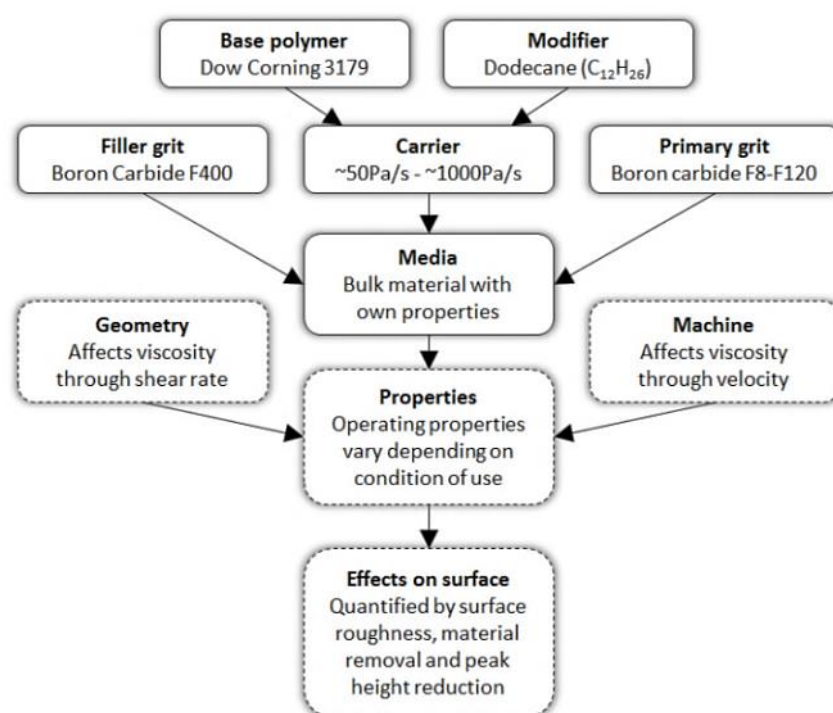 Base polymer
Dow Corning 3179
Modifier
Dodecane (C₁₂H₂₆)
Filler grit
Boron Carbide F400
Carrier
~50Pa/s - ~1000Pa/s
Primary grit
Boron carbide F8-F120
Media
Bulk material with
own properties
Geometry
Affects viscosity
through shear rate
Machine
Affects viscosity
through velocity
Properties
Operating properties
vary depending on
condition of use
Effects on surface
Quantified by surface
roughness, material
removal and peak
height reduction